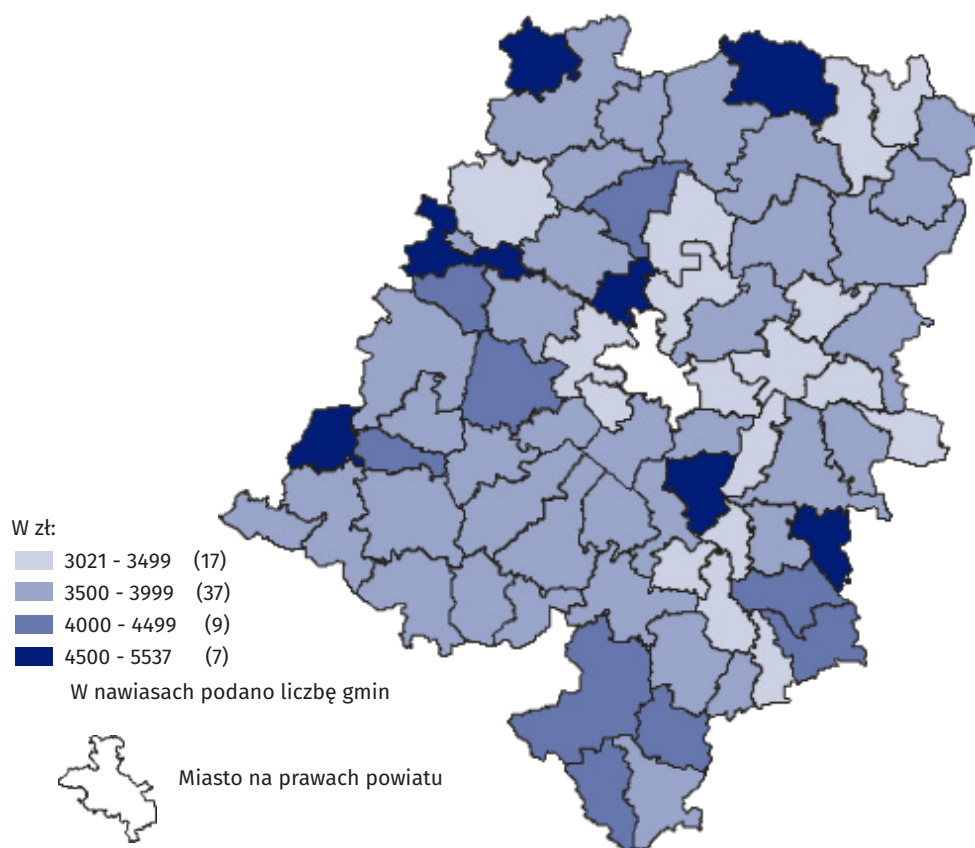 W zł:
3021 - 3499 (17)
3500 - 3999 (37)
4000 - 4499 (9)
4500 - 5537 (7)
W nawiasach podano liczbę gmin
Miasto na prawach powiatu